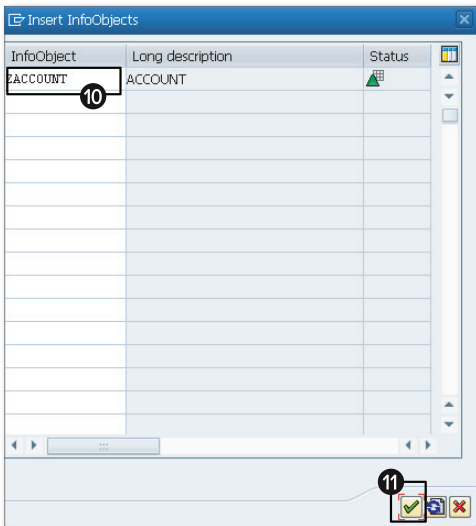 Insert InfoObjects
InfoObject Long description Status
ZACCOUNT ACCOUNT
10
11